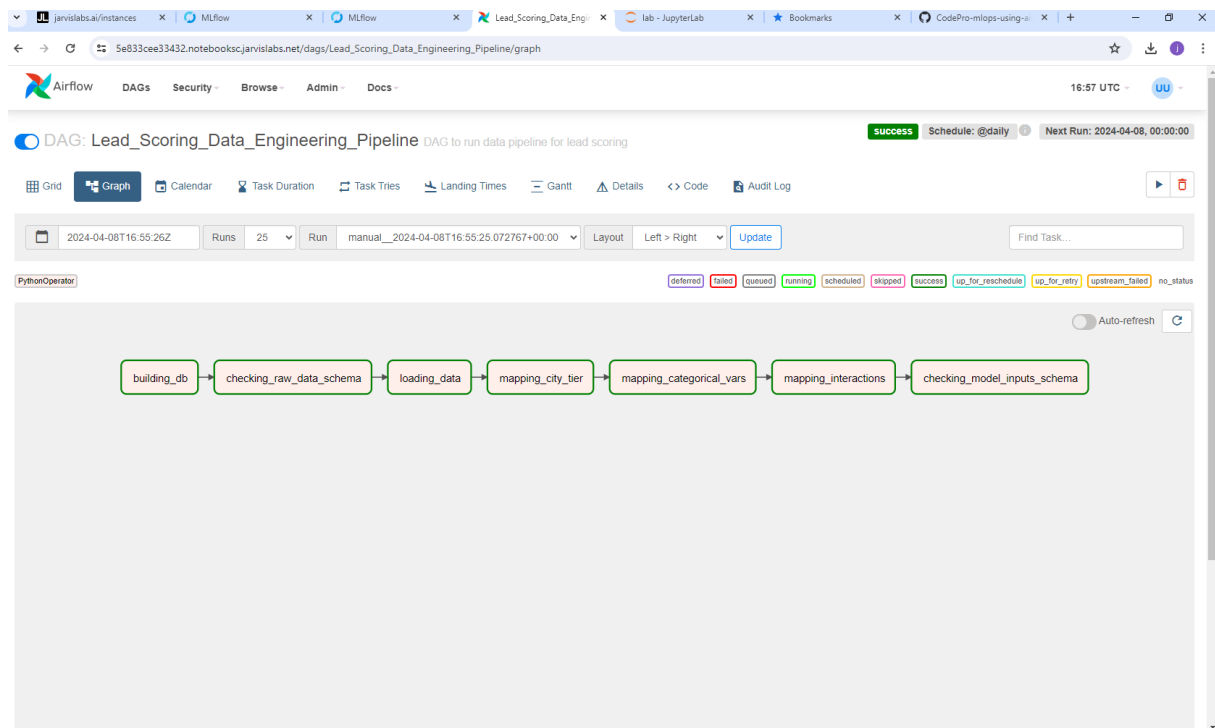 jarvislabs.ai/instances MLflow MLflow Lead_Scoring_Data_Engin lab - JupyterLab Bookmarks CodePro-mlops-using-ai
5e833cee33432.notebooksc.jarvislabs.net/dags/Lead_Scoring_Data_Engineering_Pipeline/graph j
Airflow DAGs Security Browse Admin Docs 16:57 UTC UU
DAG: Lead_Scoring_Data_Engineering_Pipeline DAG to run data pipeline for lead scoring success Schedule: @daily Next Run: 2024-04-08, 00:00:00
Grid Graph Calendar Task Duration Task Tries Landing Times Gantt Details <> Code Audit Log
2024-04-08T16:55:26Z Runs 25 Run manual__2024-04-08T16:55:25.072767+00:00 Layout Left > Right Update Find Task...
PythonOperator deferred failed queued running scheduled skipped success up_for_reschedule up_for_retry upstream_failed no_status
Auto-refresh
building_db checking_raw_data_schema loading_data mapping_city_tier mapping_categorical_vars mapping_interactions checking_model_inputs_schema